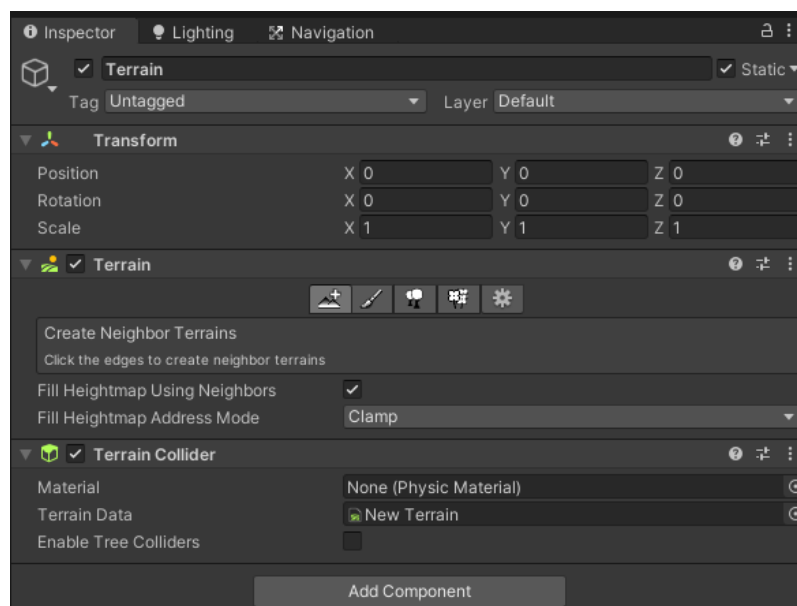 Inspector Lighting Navigation
Terrain Static
Tag Untagged Layer Default
Transform
Position X 0 Y 0 Z 0
Rotation X 0 Y 0 Z 0
Scale X 1 Y 1 Z 1
Terrain
Create Neighbor Terrains
Click the edges to create neighbor terrains
Fill Heightmap Using Neighbors
Fill Heightmap Address Mode Clamp
Terrain Collider
Material None (Physic Material)
Terrain Data New Terrain
Enable Tree Colliders
Add Component